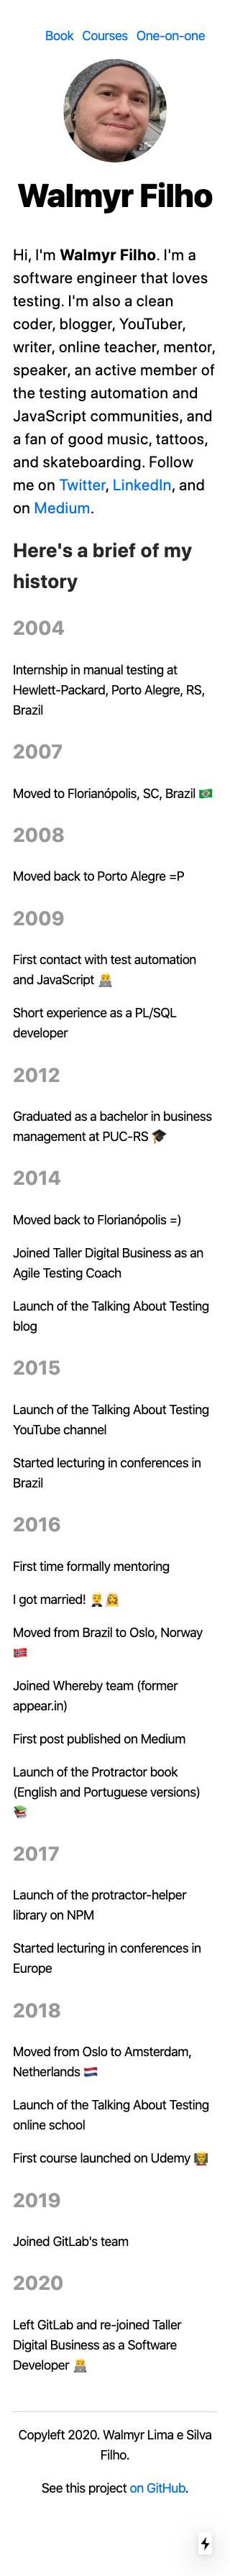 Book Courses One-on-one
Walmyr Filho
Hi, I'm Walmyr Filho. I'm a
software engineer that loves
testing. I'm also a clean
coder, blogger, YouTuber,
writer, online teacher, mentor,
speaker, an active member of
the testing automation and
JavaScript communities, and
a fan of good music, tattoos,
and skateboarding. Follow
me on Twitter, LinkedIn, and
on Medium.
Here's a brief of my
history
2004
Internship in manual testing at
Hewlett-Packard, Porto Alegre, RS,
Brazil
2007
Moved to Florianópolis, SC, Brazil 🇧🇷
2008
Moved back to Porto Alegre =P
2009
First contact with test automation
and JavaScript 👨‍💻
Short experience as a PL/SQL
developer
2012
Graduated as a bachelor in business
management at PUC-RS 🎓
2014
Moved back to Florianópolis =)
Joined Taller Digital Business as an
Agile Testing Coach
Launch of the Talking About Testing
blog
2015
Launch of the Talking About Testing
YouTube channel
Started lecturing in conferences in
Brazil
2016
First time formally mentoring
I got married! 🤵👰
Moved from Brazil to Oslo, Norway
🇳🇴
Joined Whereby team (former
appear.in)
First post published on Medium
Launch of the Protractor book
(English and Portuguese versions)
📚
2017
Launch of the protractor-helper
library on NPM
Started lecturing in conferences in
Europe
2018
Moved from Oslo to Amsterdam,
Netherlands 🇳🇱
Launch of the Talking About Testing
online school
First course launched on Udemy 👨‍🏫
2019
Joined GitLab's team
2020
Left GitLab and re-joined Taller
Digital Business as a Software
Developer 👨‍💻
Copyleft 2020. Walmyr Lima e Silva
Filho.
See this project on GitHub.